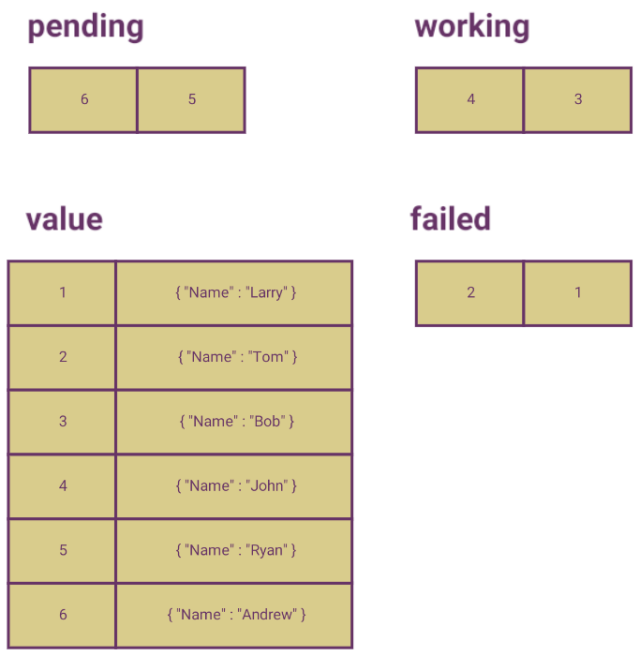 pending
6 5
working
4 3
value
1 { "Name" : "Larry" }
2 { "Name" : "Tom" }
3 { "Name" : "Bob" }
4 { "Name" : "John" }
5 { "Name" : "Ryan" }
6 { "Name" : "Andrew" }
failed
2 1